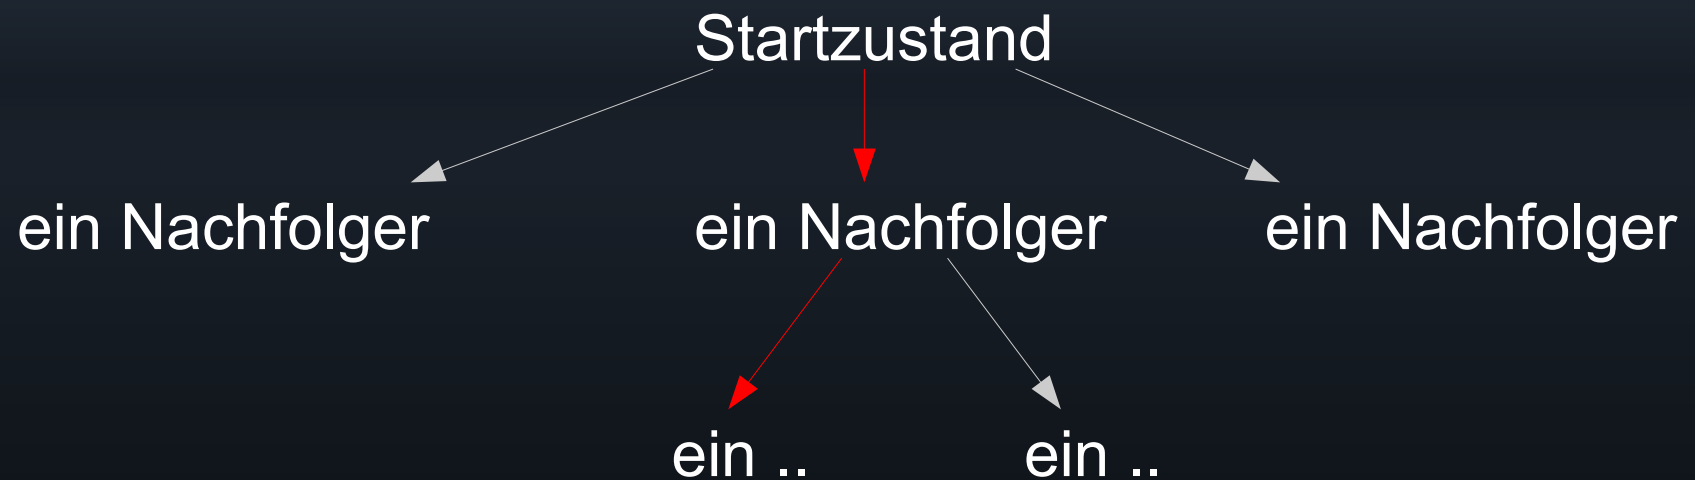 Startzustand
ein Nachfolger
ein Nachfolger
ein Nachfolger
ein ..
ein ..